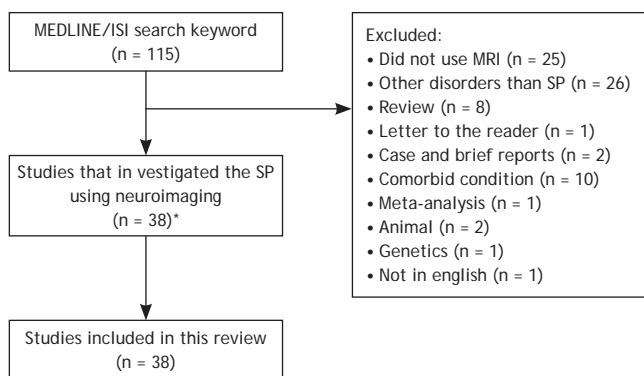 MEDLINE/ISI search keyword
(n = 115)
Excluded:
• Did not use MRI (n = 25)
• Other disorders than SP (n = 26)
• Review (n = 8)
• Letter to the reader (n = 1)
• Case and brief reports (n = 2)
• Comorbid condition (n = 10)
• Meta-analysis (n = 1)
• Animal (n = 2)
• Genetics (n = 1)
• Not in english (n = 1)
Studies that in vestigated the SP
using neuroimaging
(n = 38)*
Studies included in this review
(n = 38)